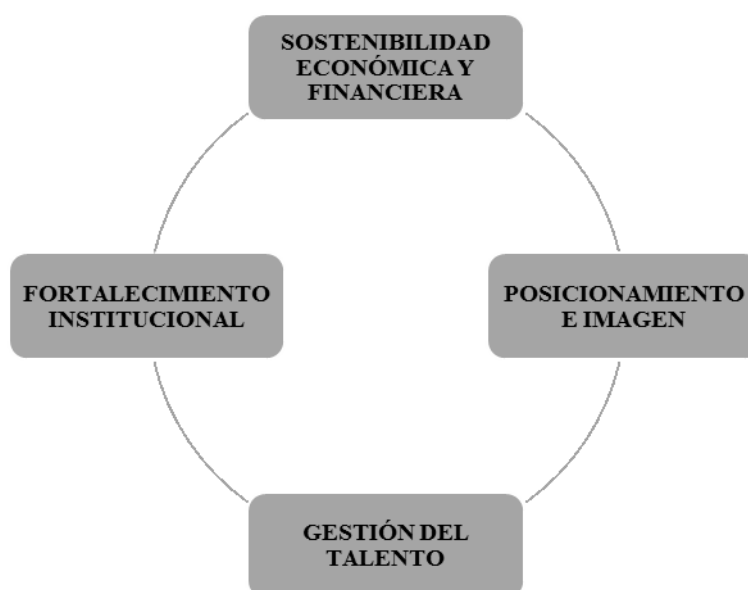 SOSTENIBILIDAD
ECONÓMICA Y
FINANCIERA
FORTALECIMIENTO
INSTITUCIONAL
POSICIONAMIENTO
E IMAGEN
GESTIÓN DEL
TALENTO